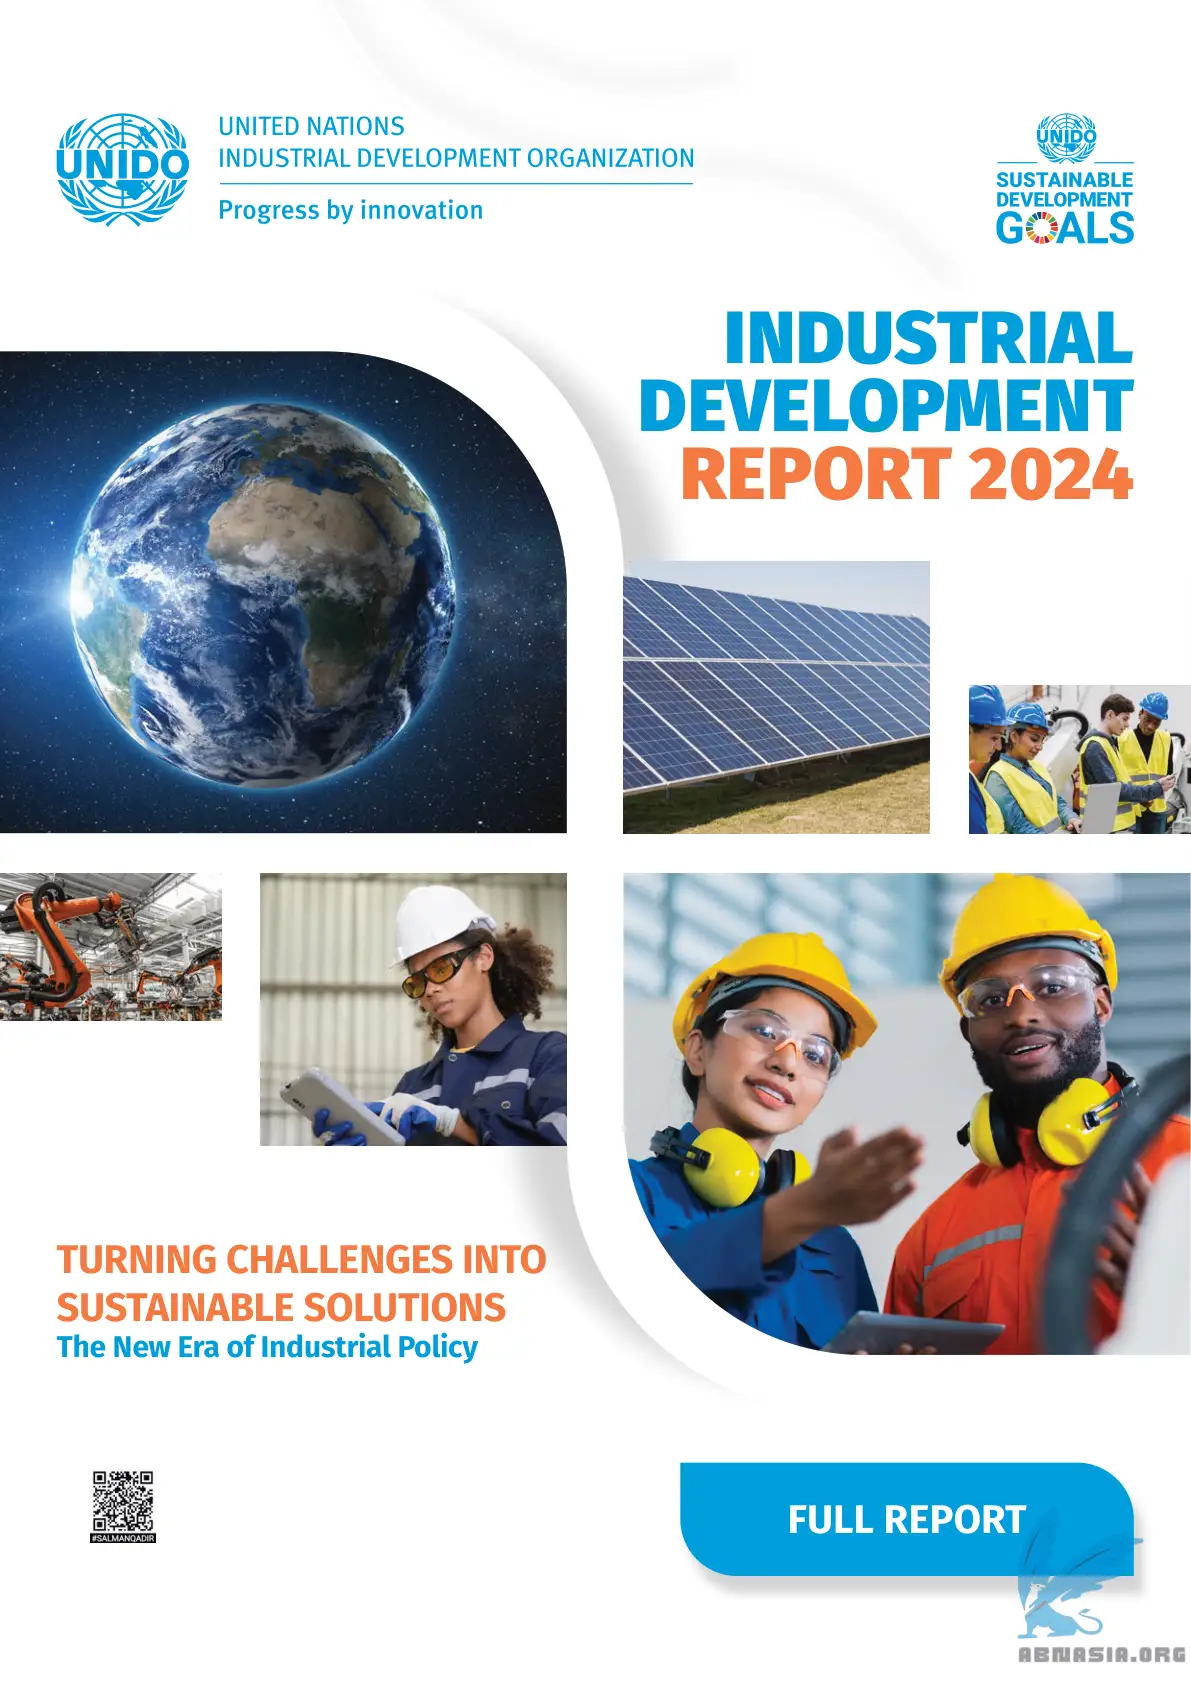 UNIDO
UNITED NATIONS
INDUSTRIAL DEVELOPMENT ORGANIZATION
Progress by innovation
UNIDO
SUSTAINABLE
DEVELOPMENT
GOALS
INDUSTRIAL
DEVELOPMENT
REPORT 2024
TURNING CHALLENGES INTO
SUSTAINABLE SOLUTIONS
The New Era of Industrial Policy
#SALMANQADIR
FULL REPORT
ABNASIA.ORG